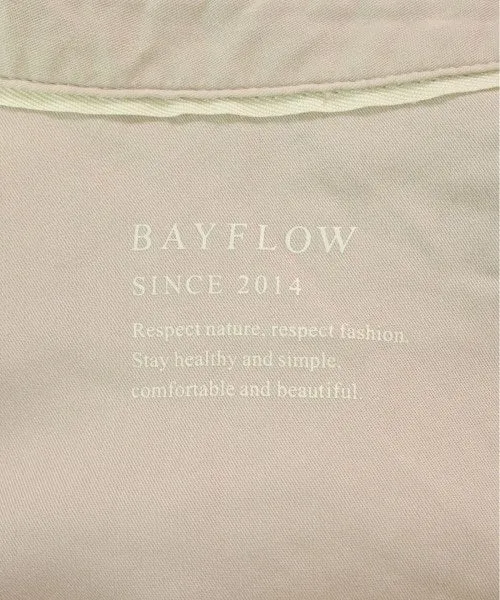 BAYFLOW
SINCE 2014
Respect nature, respect fashion.
Stay healthy and simple,
comfortable and beautiful.